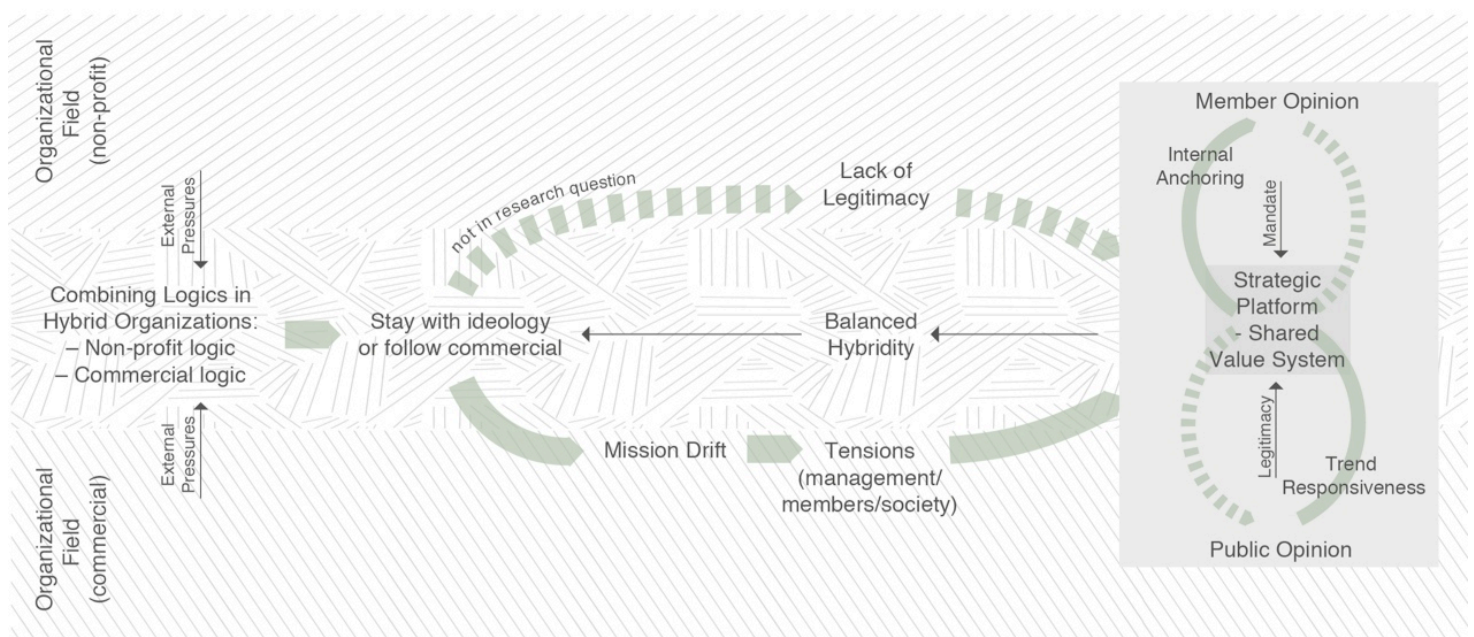 Organizational
Field
(non-profit)
External
Pressures
Combining Logics in
Hybrid Organizations:
– Non-profit logic
– Commercial logic
External
Pressures
Organizational
Field
(commercial)
not in research question
Stay with ideology
or follow commercial
Lack of
Legitimacy
Balanced
Hybridity
Mission Drift
Tensions
(management/
members/society)
Member Opinion
Internal
Anchoring
Mandate
Strategic
Platform
- Shared
Value System
Legitimacy
Trend
Responsiveness
Public Opinion